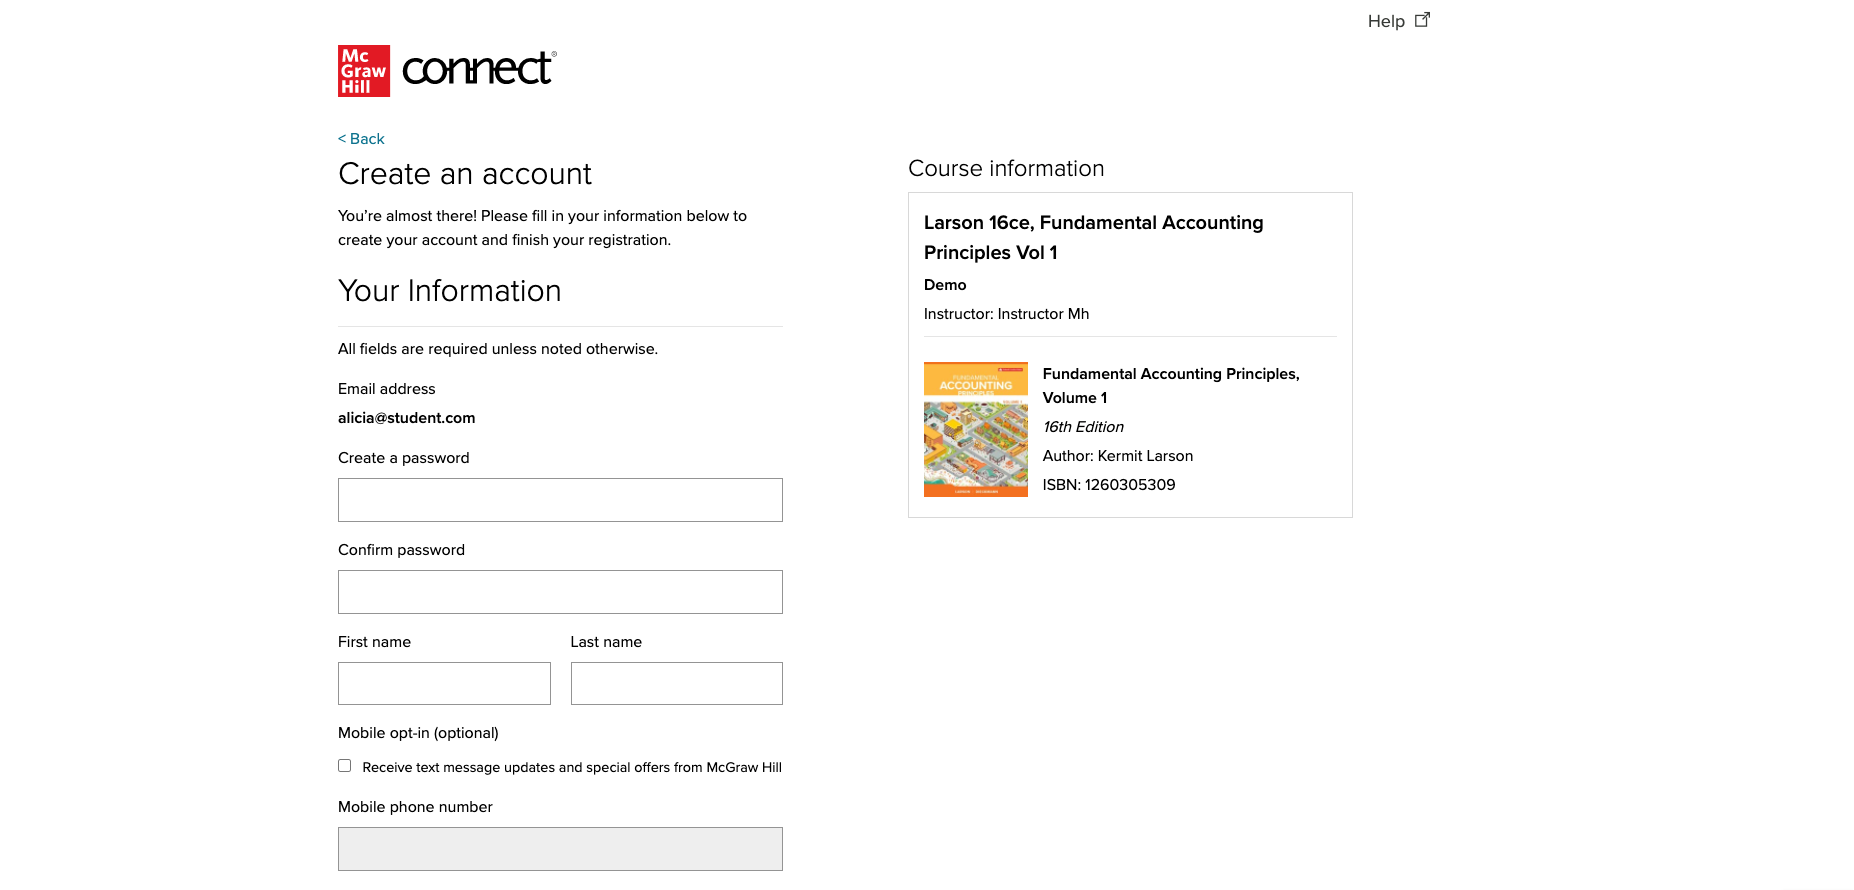 Help
Mc
Graw
Hill
connect®
< Back
Create an account
You're almost there! Please fill in your information below to
create your account and finish your registration.
Your Information
All fields are required unless noted otherwise.
Email address
alicia@student.com
Create a password
Confirm password
First name
Last name
Mobile opt-in (optional)
Receive text message updates and special offers from McGraw Hill
Mobile phone number
Course information
Larson 16ce, Fundamental Accounting
Principles Vol 1
Demo
Instructor: Instructor Mh
FUNDAMENTAL
ACCOUNTING
PRINCIPLES
Fundamental Accounting Principles,
Volume 1
16th Edition
Author: Kermit Larson
ISBN: 1260305309